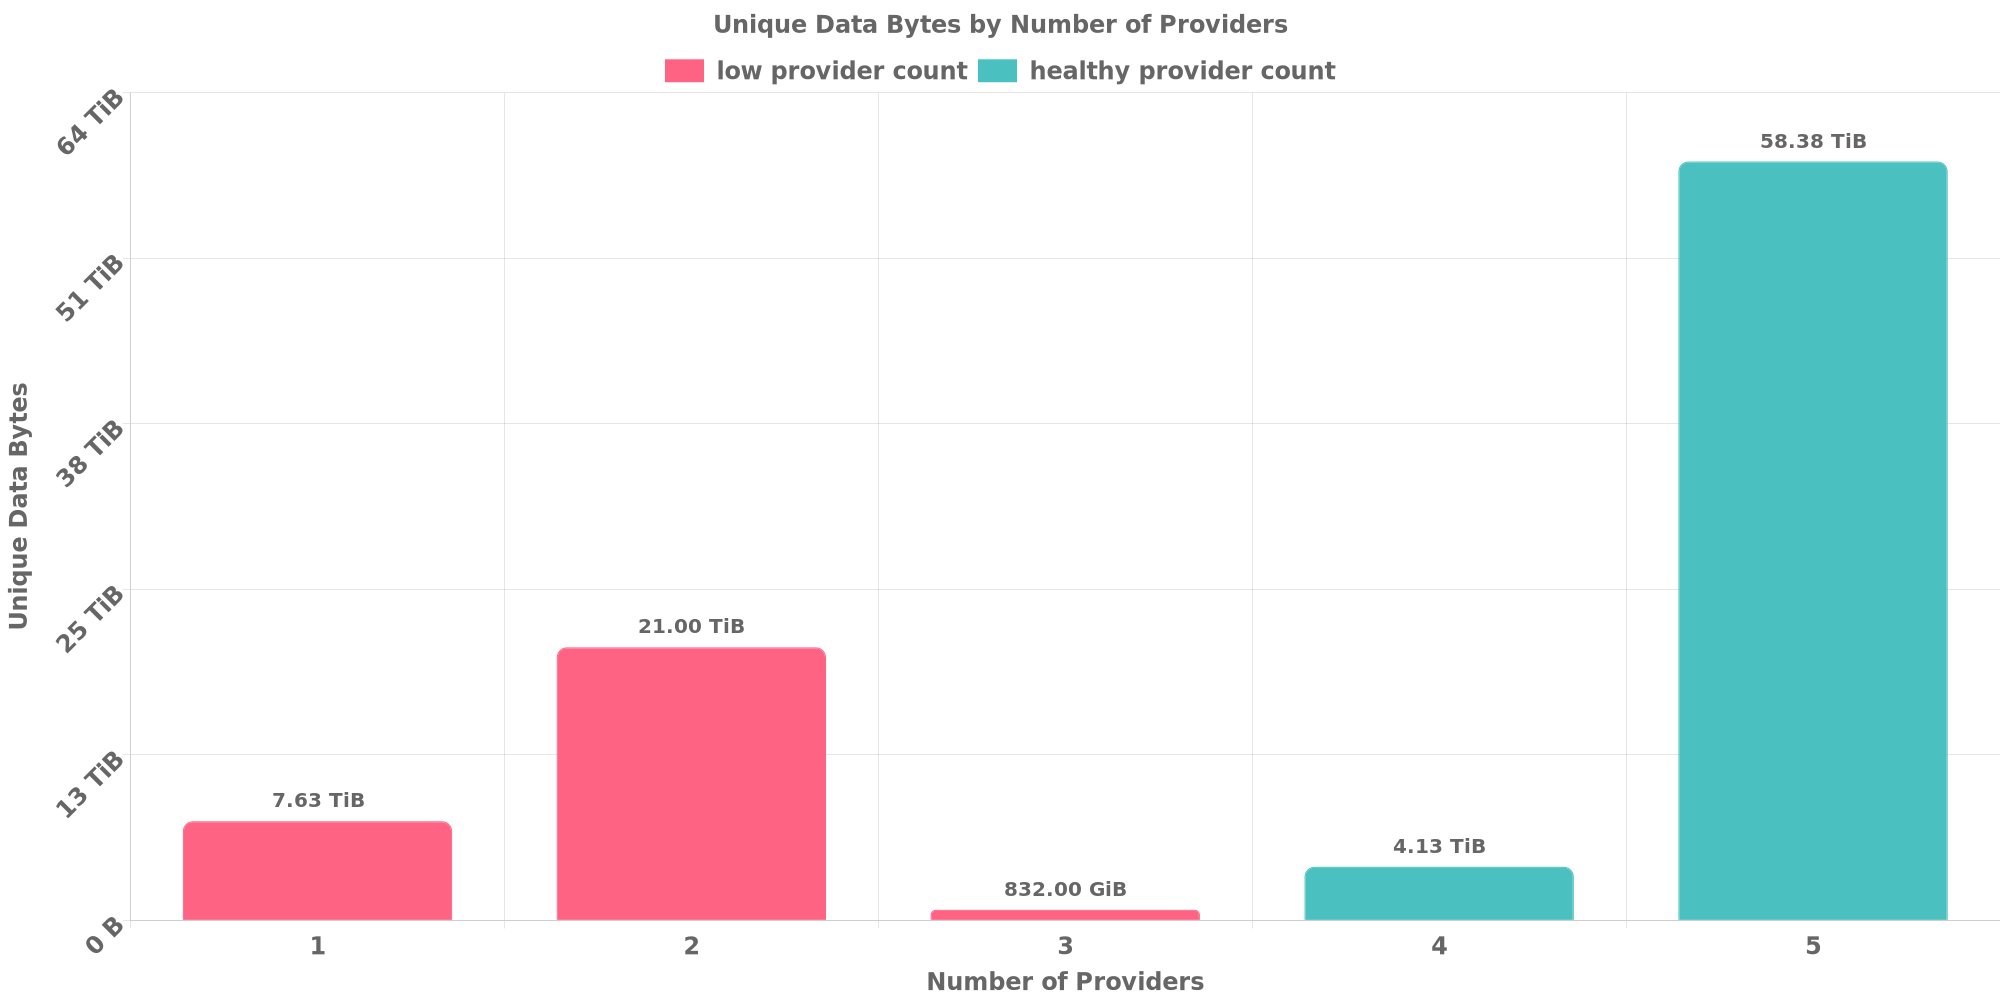 Unique Data Bytes by Number of Providers
low provider count
healthy provider count
64 TiB
51 TiB
38 TiB
25 TiB
13 TiB
0 B
Unique Data Bytes
7.63 TiB
21.00 TiB
832.00 GiB
4.13 TiB
58.38 TiB
1
2
3
4
5
Number of Providers